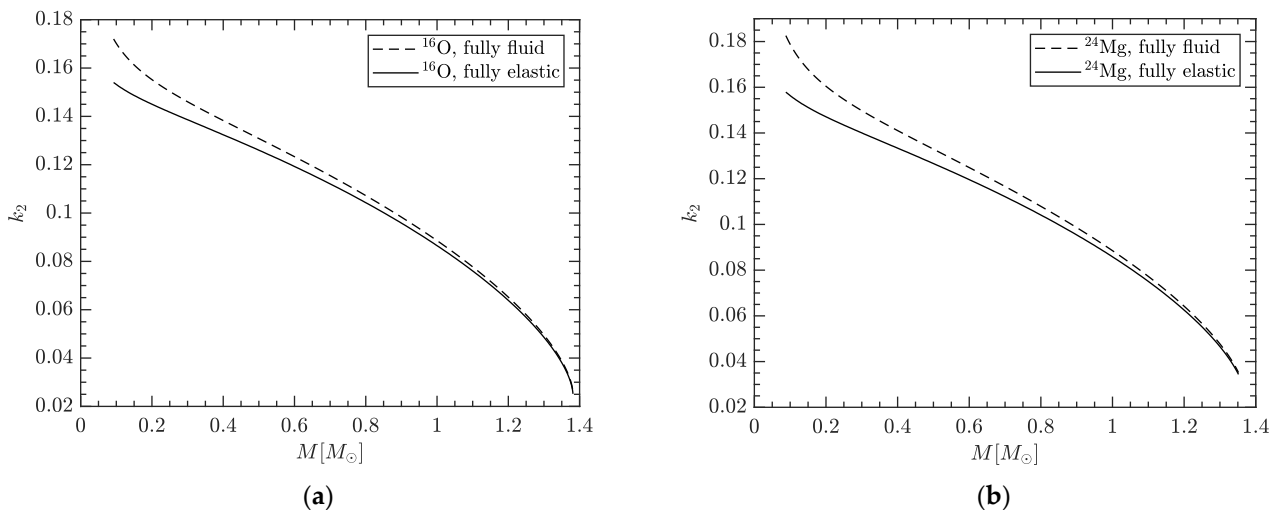 0.18
0.16
0.14
0.12
0.1
0.08
0.06
0.04
0.02
k₂
¹⁶O, fully fluid
¹⁶O, fully elastic
0 0.2 0.4 0.6 0.8 1 1.2 1.4
M[M⊙]
(a)
0.18
0.16
0.14
0.12
0.1
0.08
0.06
0.04
0.02
k₂
²⁴Mg, fully fluid
²⁴Mg, fully elastic
0 0.2 0.4 0.6 0.8 1 1.2 1.4
M[M⊙]
(b)